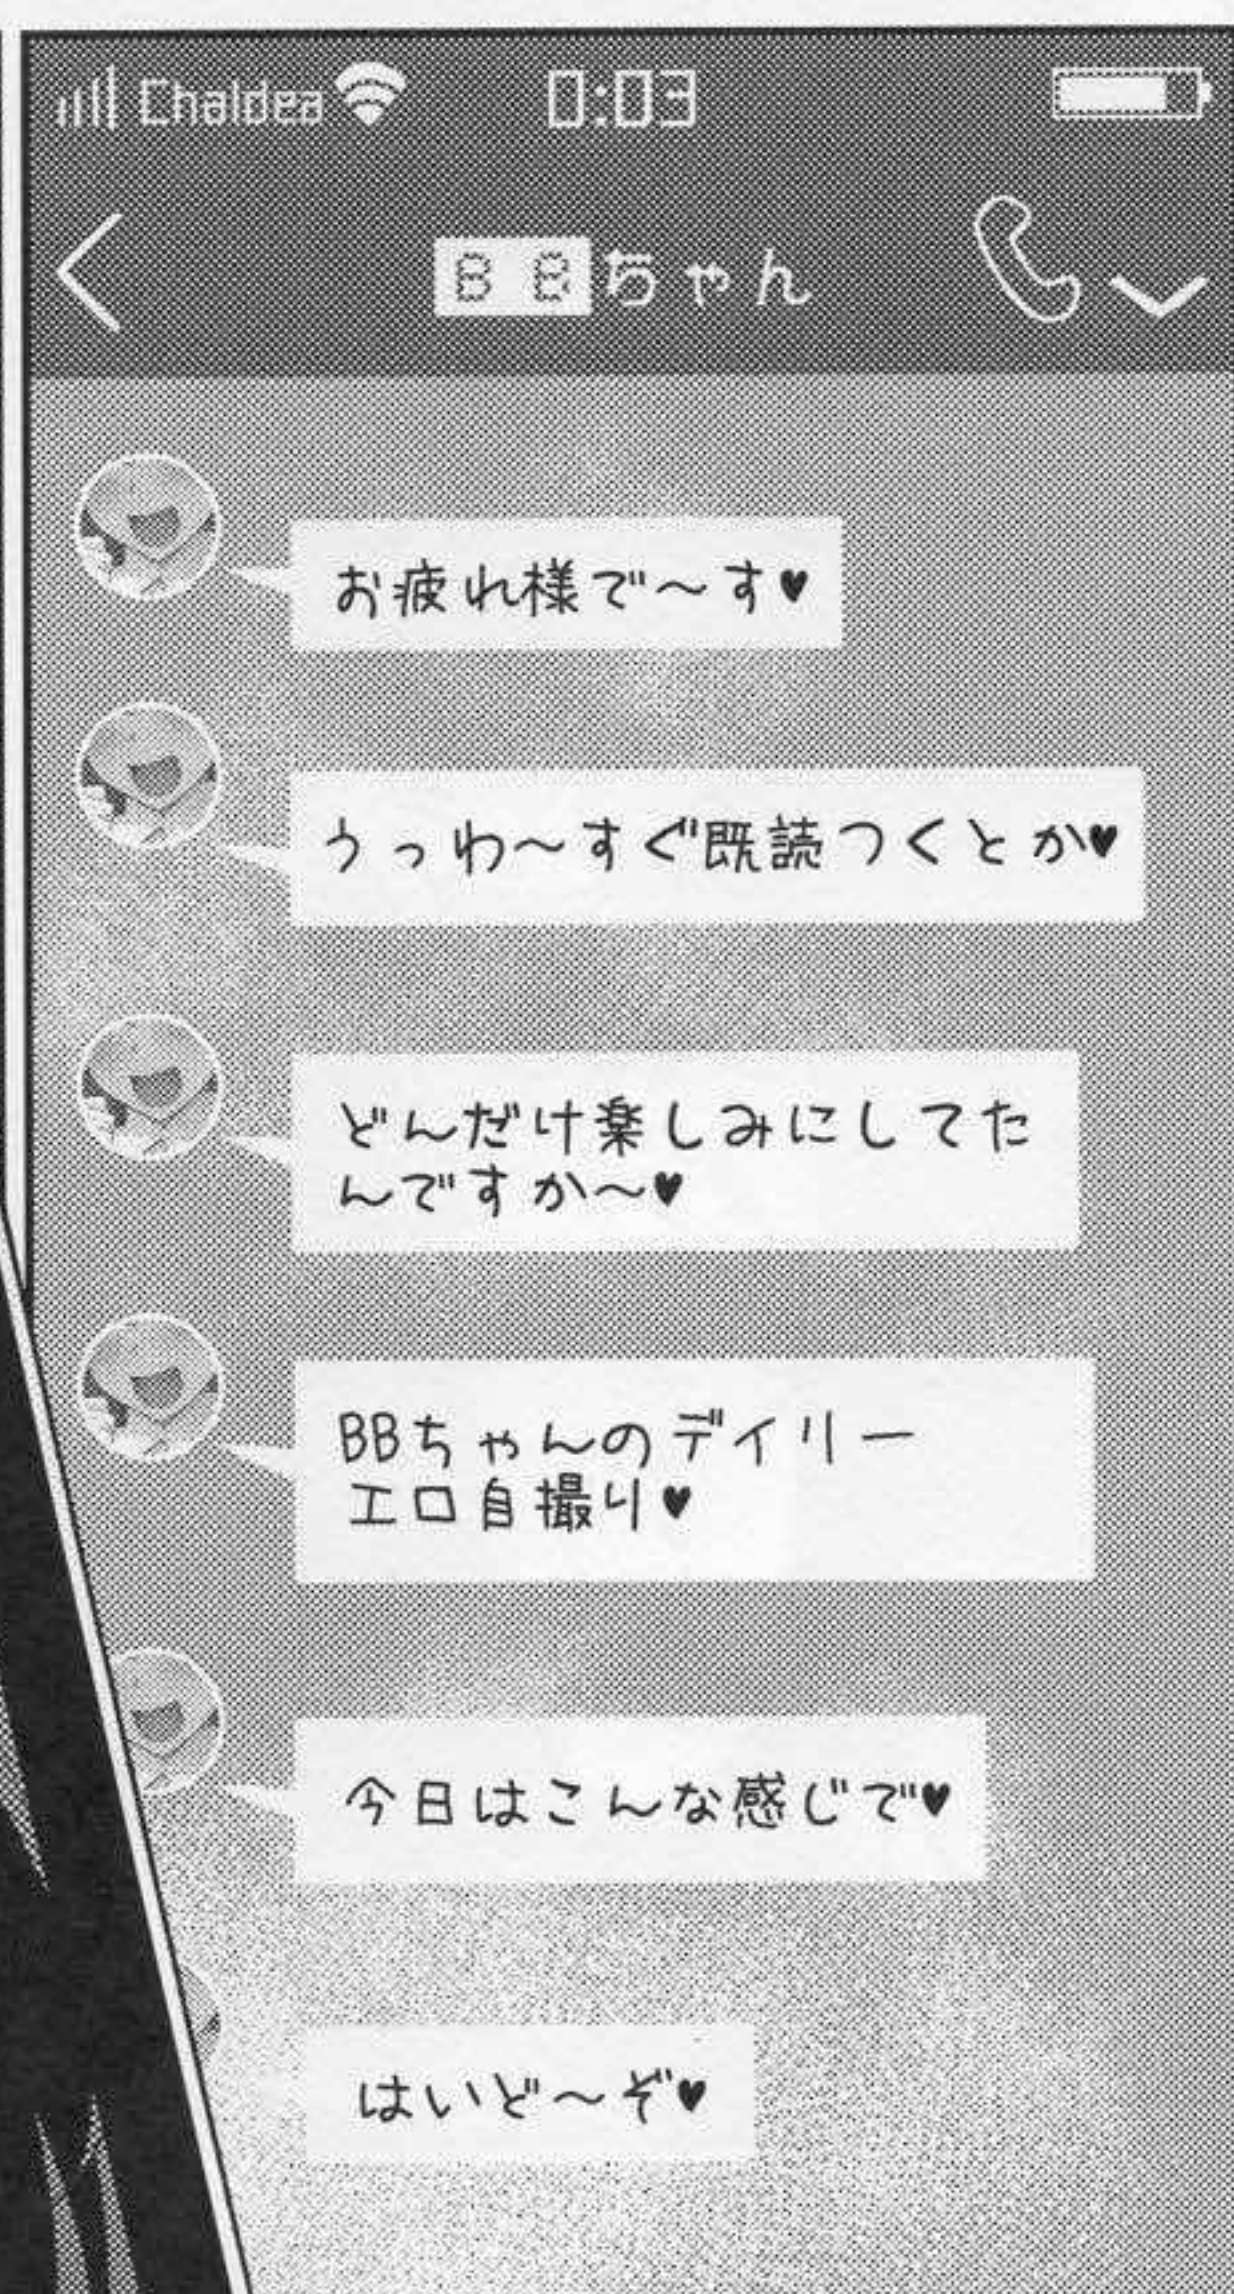 Chaldea
0:03
BBちゃん
お疲れ様で～す♥
うっわ～すぐ既読つくとか♥
どんだけ楽しみにしてた
んですか～♥
BBちゃんのデイリー
エロ自撮り♥
今日はこんな感じで♥
はいど～ぞ♥